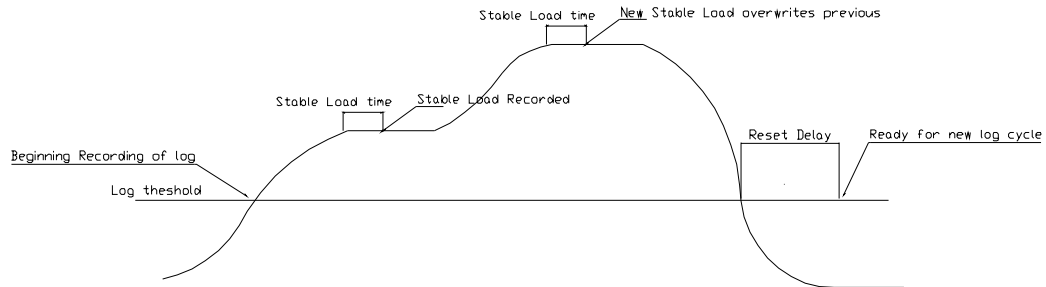 Stable Load time
New Stable Load overwrites previous
Stable Load time
Stable Load Recorded
Reset Delay
Ready for new log cycle
Beginning Recording of log
Log theshold